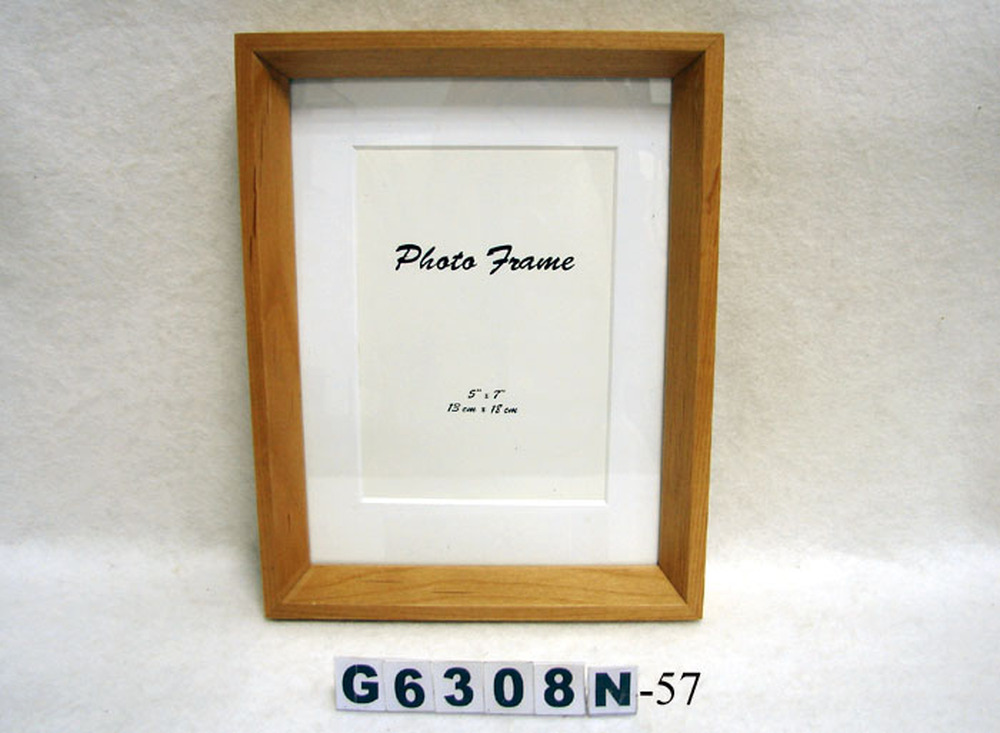 Photo Frame
5" x 7"
13 cm x 18 cm
G6308N-57